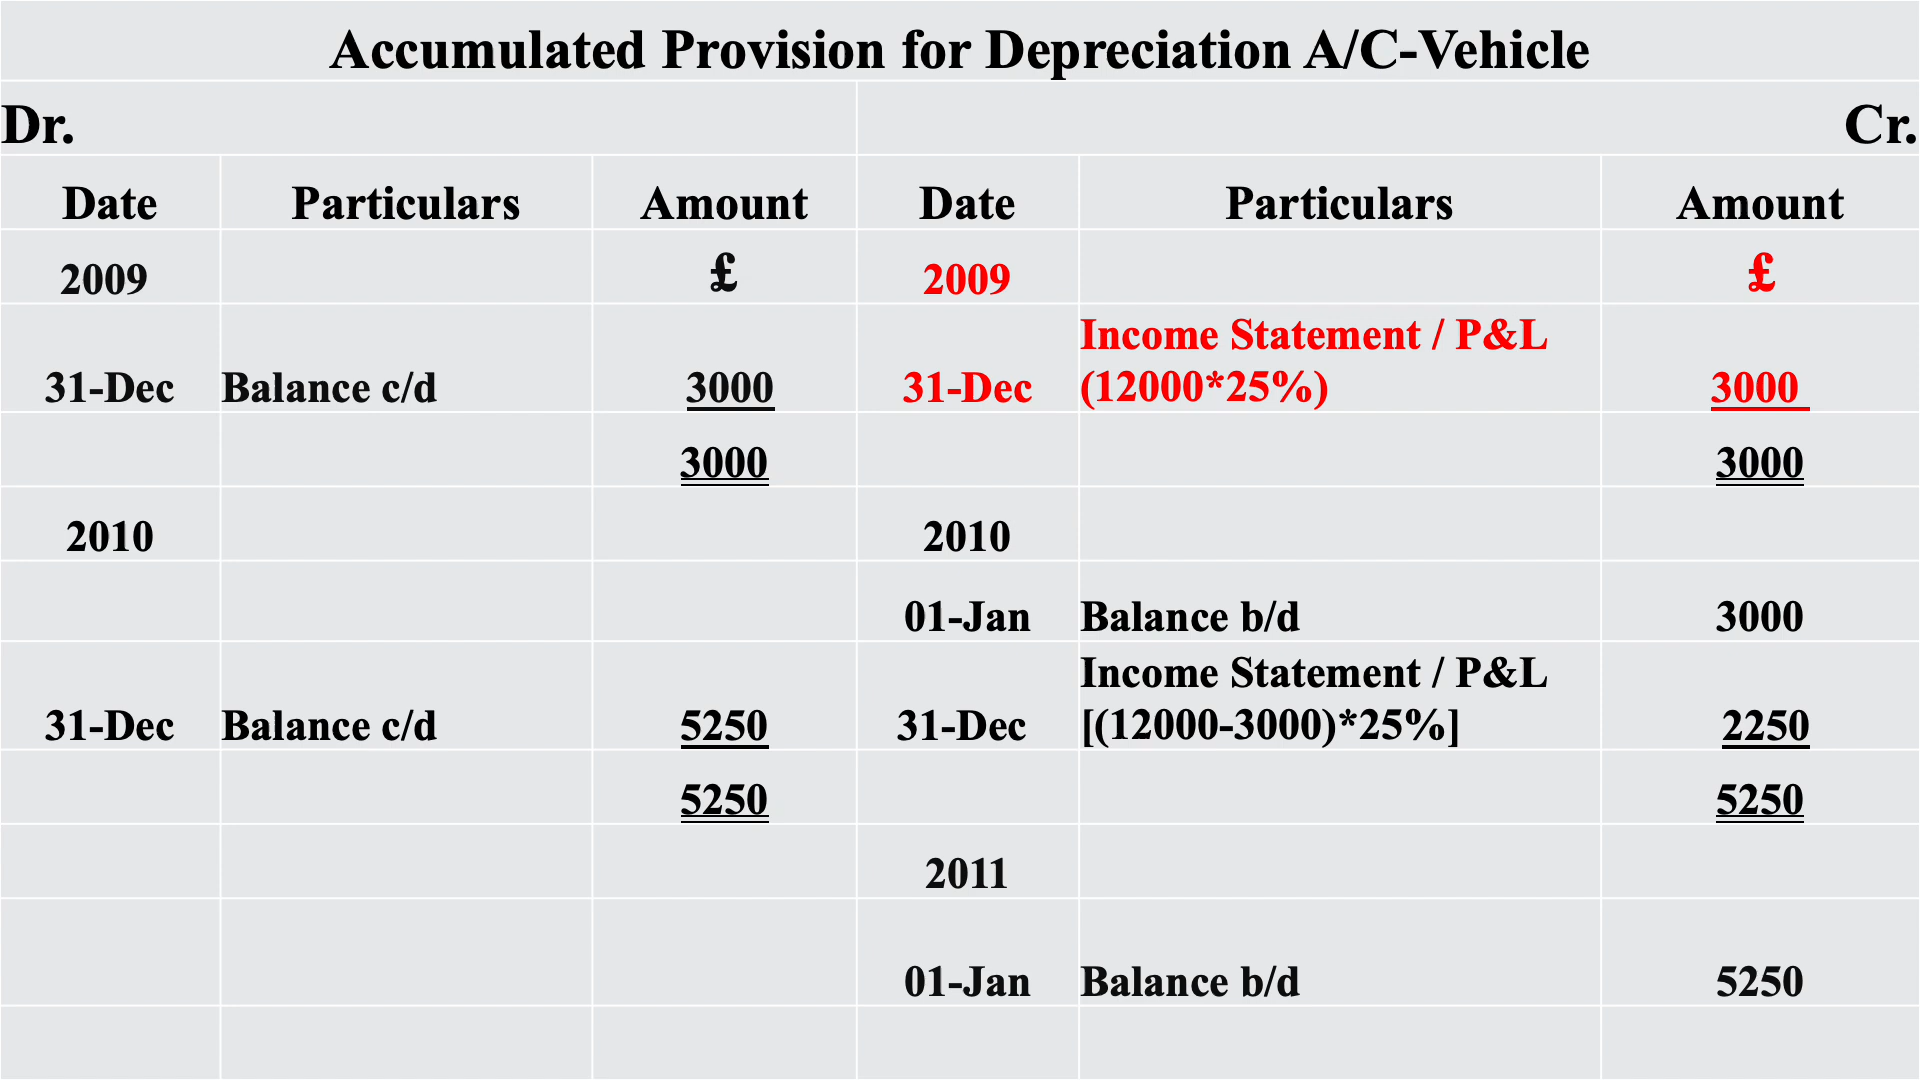 Accumulated Provision for Depreciation A/C-Vehicle
Dr. Cr.
Date Particulars Amount Date Particulars Amount
2009 £ 2009 £
Income Statement / P&L
31-Dec Balance c/d 3000 31-Dec (12000*25%) 3000
3000 3000
2010 2010
01-Jan Balance b/d 3000
Income Statement / P&L
31-Dec Balance c/d 5250 31-Dec [(12000-3000)*25%] 2250
5250 5250
2011
01-Jan Balance b/d 5250